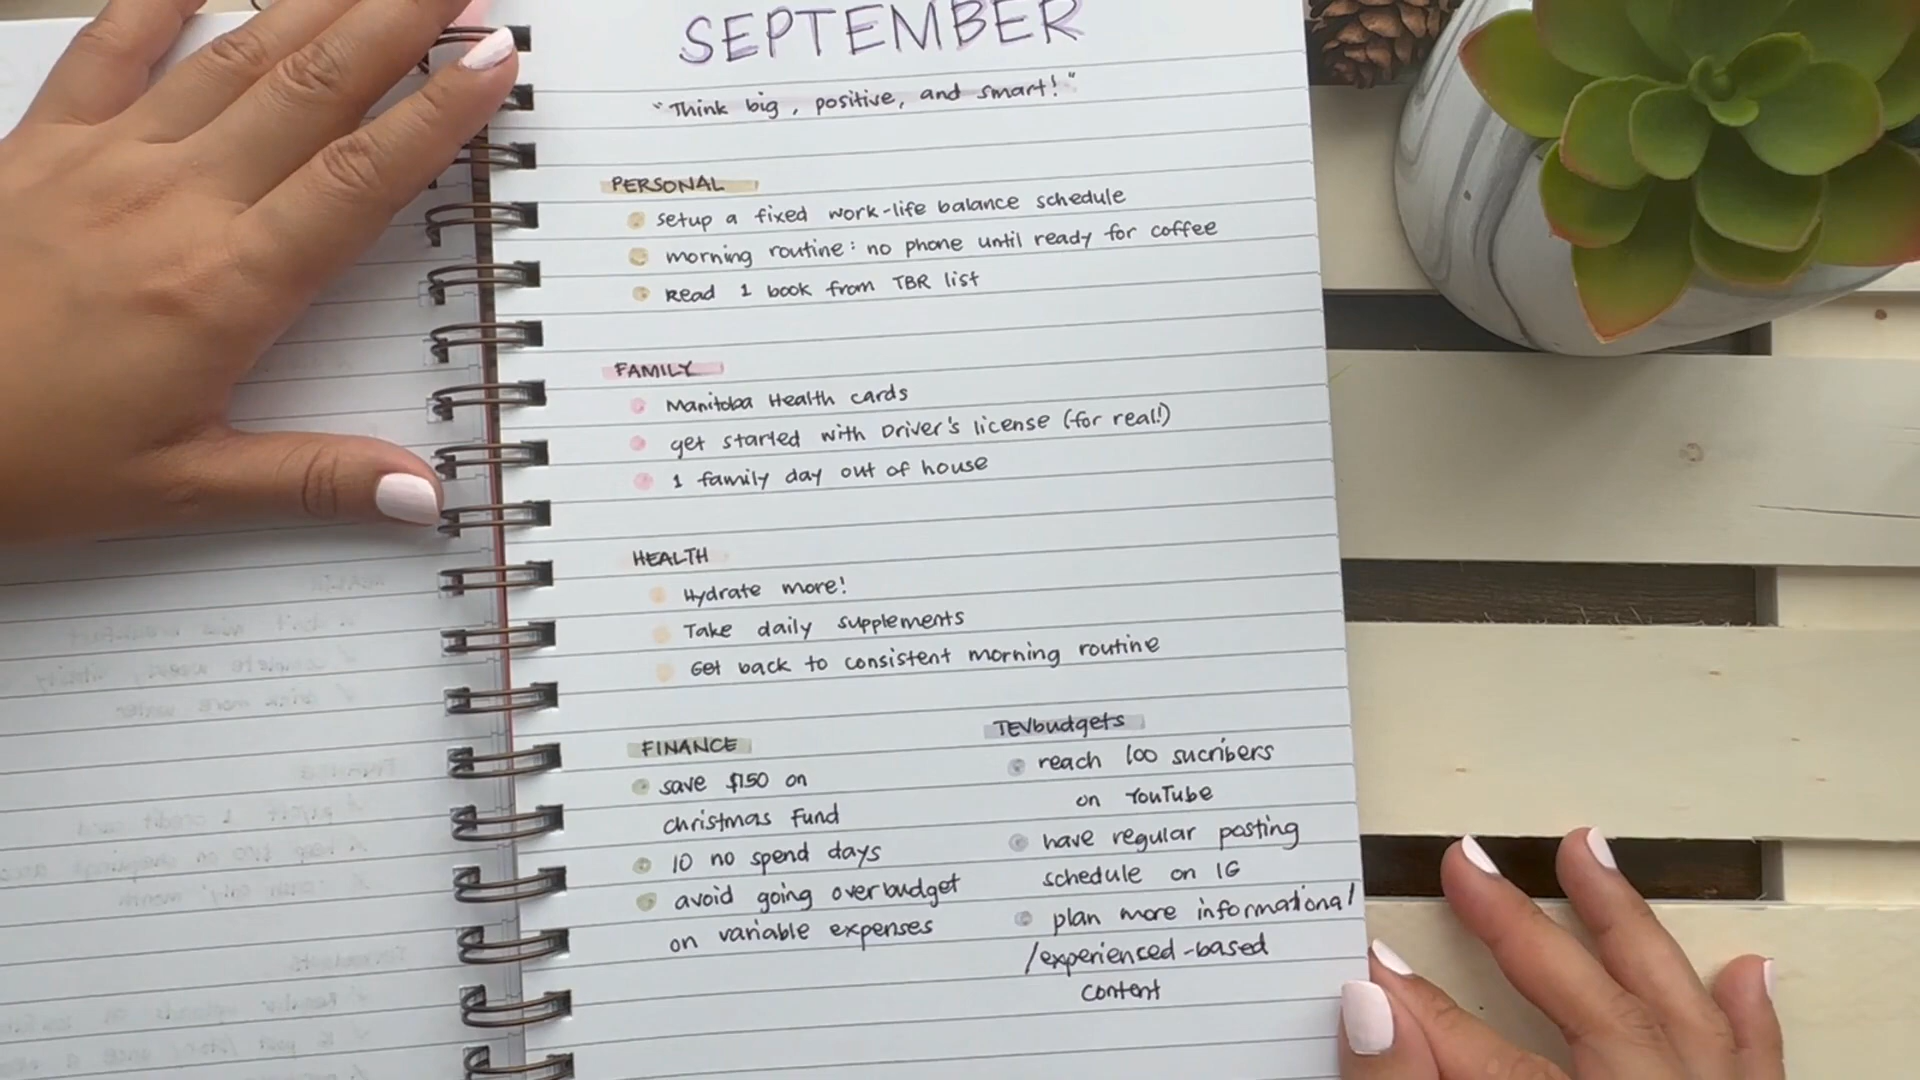 SEPTEMBER
"Think big, positive, and smart!"
PERSONAL
setup a fixed work-life balance schedule
morning routine: no phone until ready for coffee
Read 1 book from TBR list
FAMILY
Manitoba Health cards
get started with Driver's license (for real!)
1 family day out of house
HEALTH
Hydrate more!
Take daily supplements
Get back to consistent morning routine
FINANCE
save $150 on
christmas Fund
10 no spend days
avoid going overbudget
on variable expenses
TEVbudgets
reach 100 sucribers
on YouTube
have regular posting
schedule on IG
plan more informational
/experienced-based
content